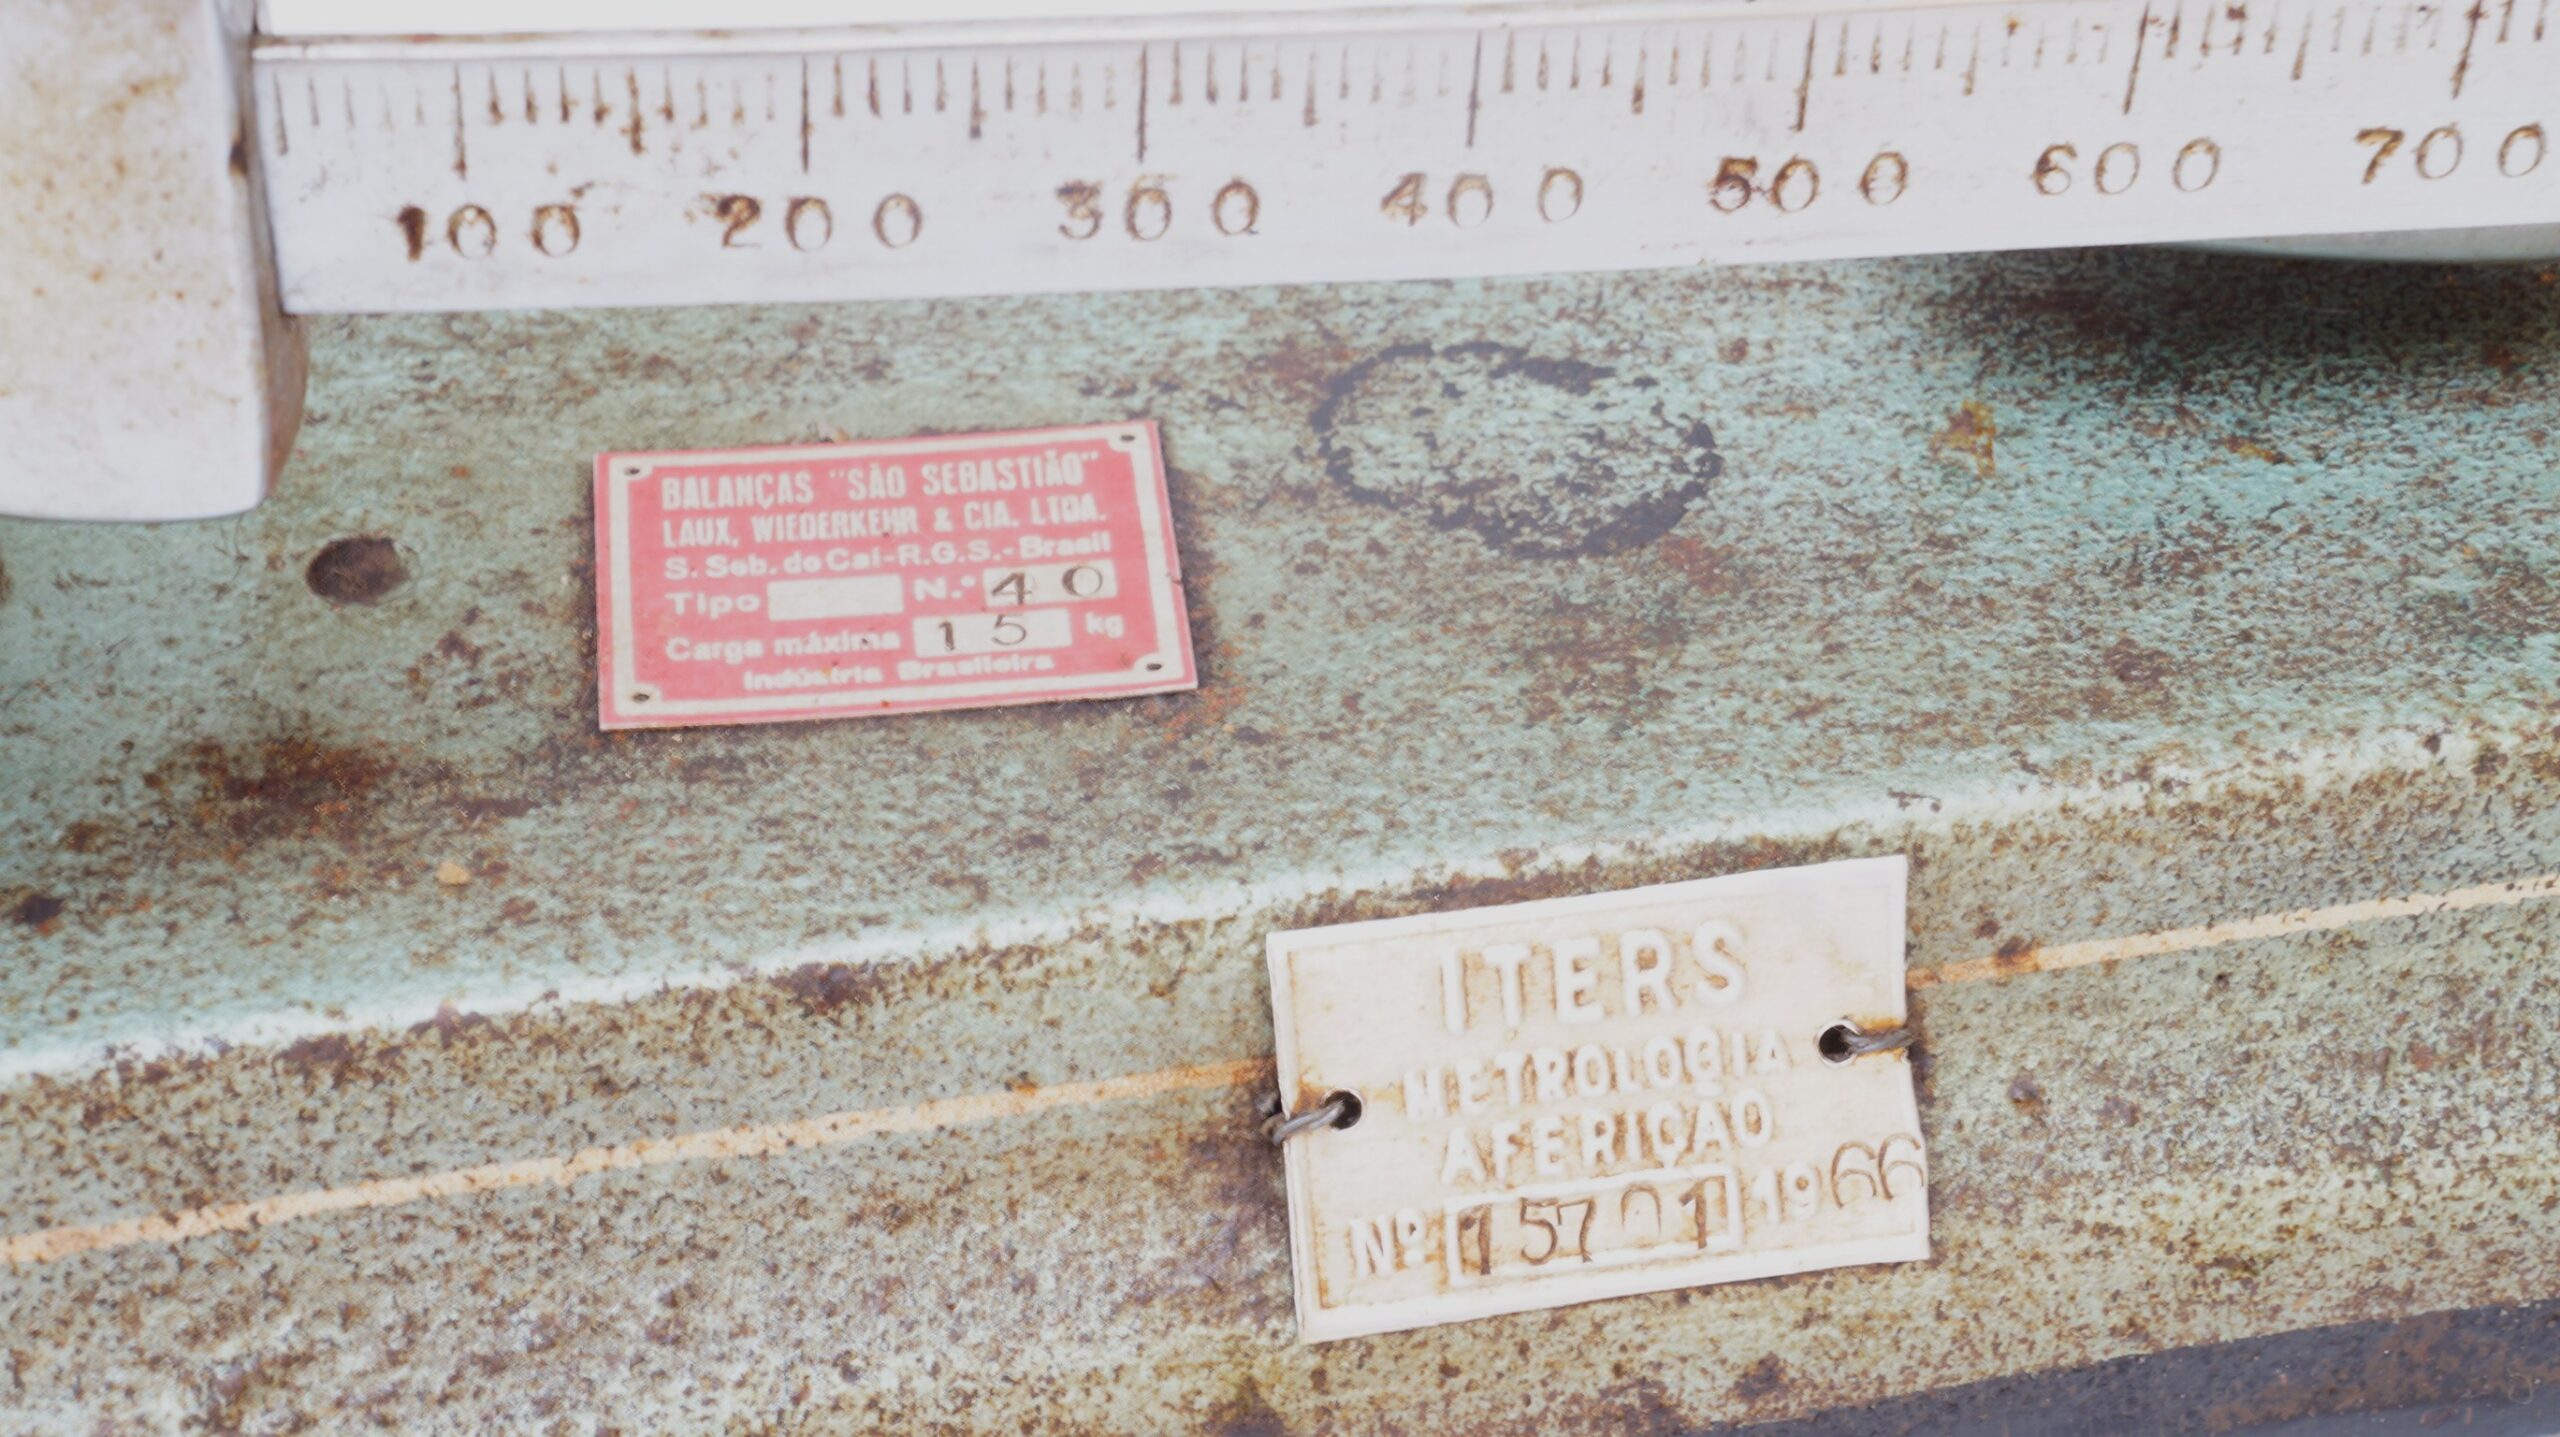 100 200 300 400 500 600 700
BALANÇAS "SÃO SEBASTIÃO"
LAUX, WIEDERKEHR & CIA. LTDA.
S. Seb. do Caí-R.G.S.-Brasil
Tipo N.º 40
Carga máxima 15 kg
Indústria Brasileira
ITERS
METROLOGIA
AFERIÇÃO
Nº 15701 1966